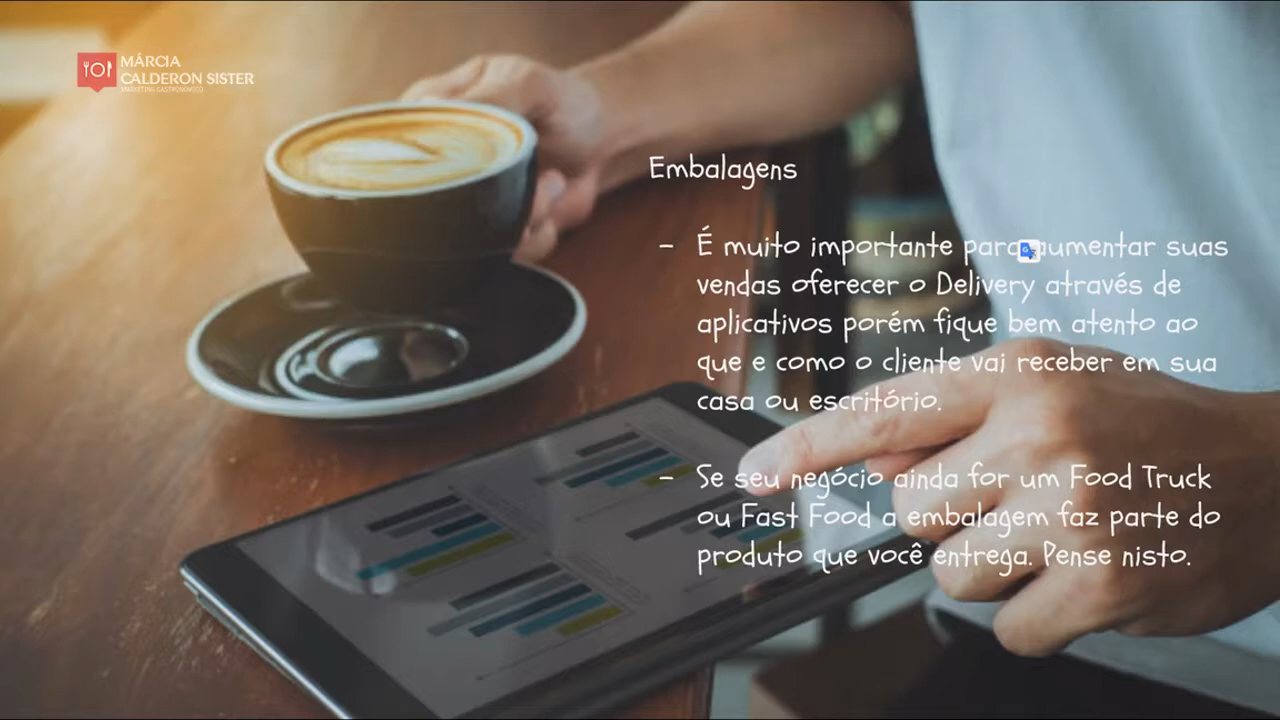 MÁRCIA
CALDERON SISTER
MARKETING GASTRONÔMICO
Embalagens
- É muito importante para aumentar suas
vendas oferecer o Delivery através de
aplicativos porém fique bem atento ao
que e como o cliente vai receber em sua
casa ou escritório.
- Se seu negócio ainda for um Food Truck
ou Fast Food a embalagem faz parte do
produto que você entrega. Pense nisto.